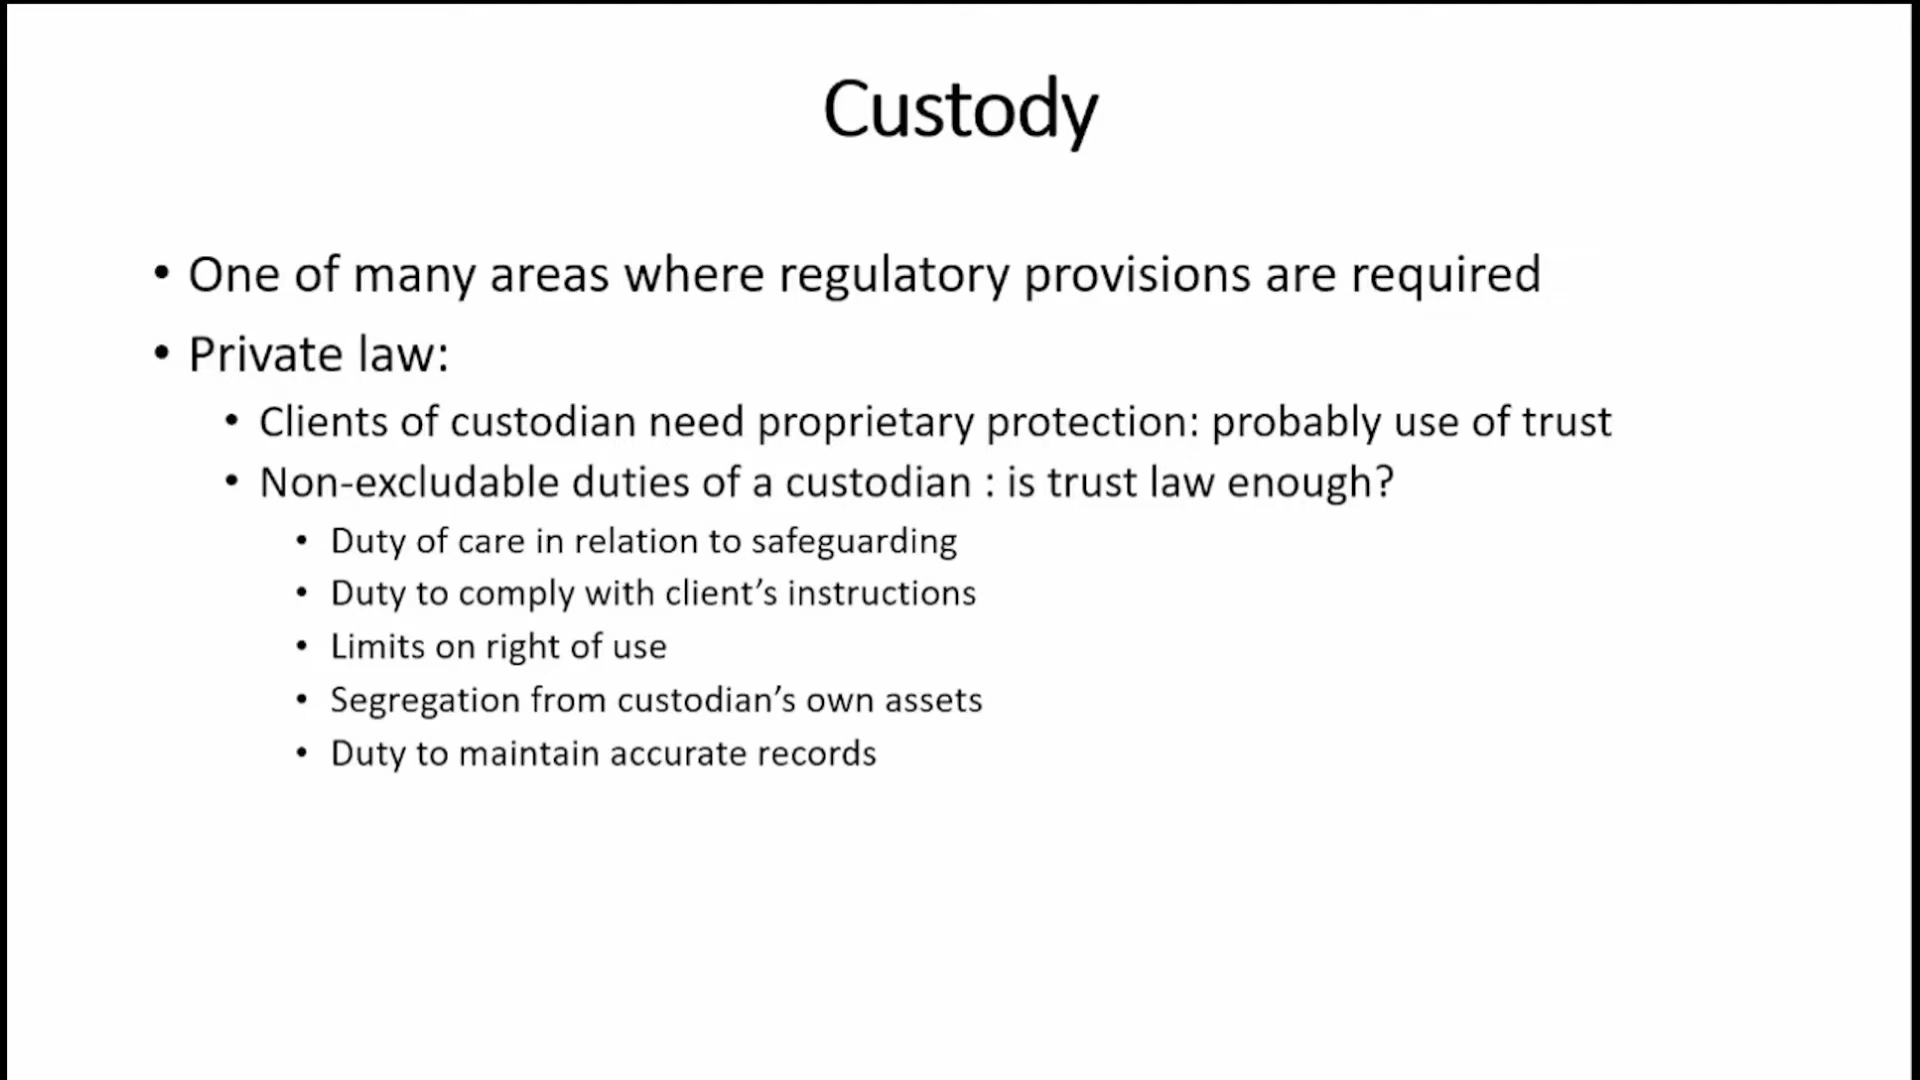 Custody
• One of many areas where regulatory provisions are required
• Private law:
• Clients of custodian need proprietary protection: probably use of trust
• Non-excludable duties of a custodian : is trust law enough?
• Duty of care in relation to safeguarding
• Duty to comply with client’s instructions
• Limits on right of use
• Segregation from custodian’s own assets
• Duty to maintain accurate records